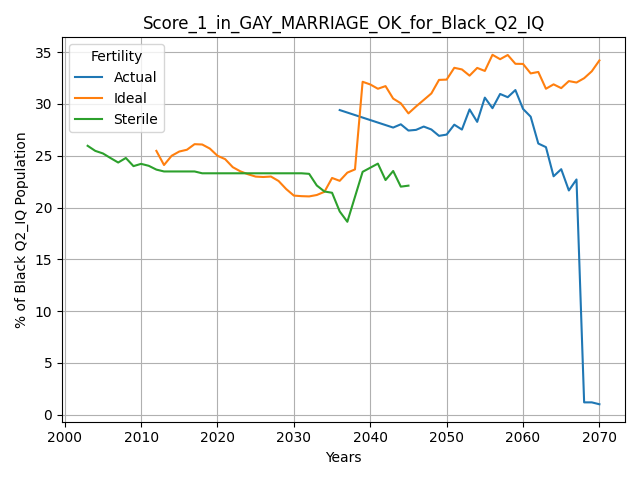 Score_1_in_GAY_MARRIAGE_OK_for_Black_Q2_IQ
Fertility
Actual
Ideal
Sterile
% of Black Q2_IQ Population
35
30
25
20
15
10
5
0
2000 2010 2020 2030 2040 2050 2060 2070
Years